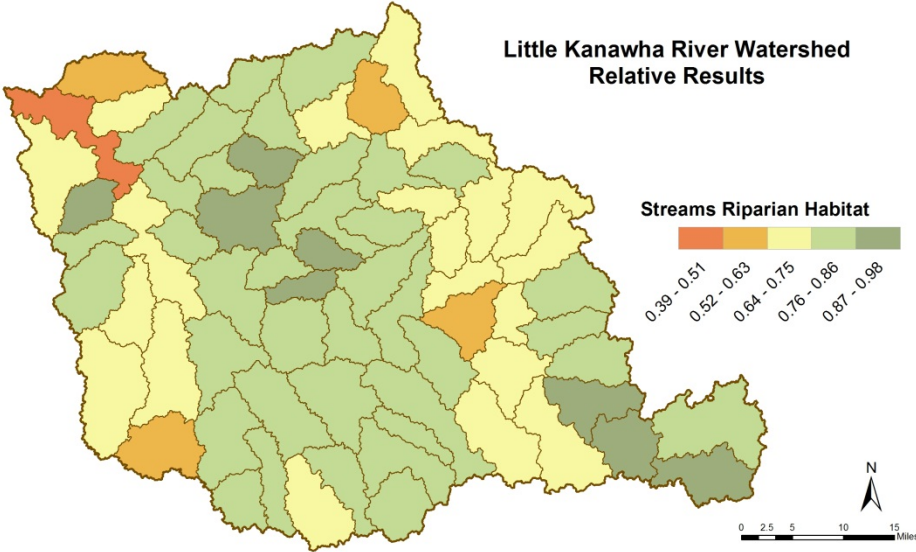 Little Kanawha River Watershed
Relative Results
Streams Riparian Habitat
0.39 - 0.51
0.52 - 0.63
0.64 - 0.75
0.76 - 0.86
0.87 - 0.98
N
0 2.5 5 10 15
Miles